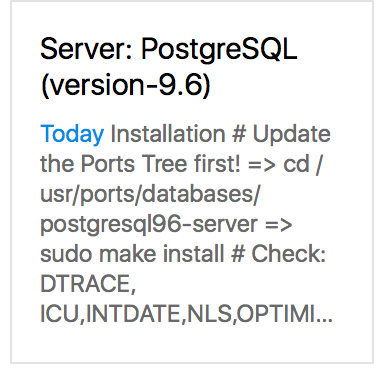 Server: PostgreSQL
(version-9.6)
Today Installation # Update
the Ports Tree first! => cd /
usr/ports/databases/
postgresql96-server =>
sudo make install # Check:
DTRACE,
ICU,INTDATE,NLS,OPTIMI...